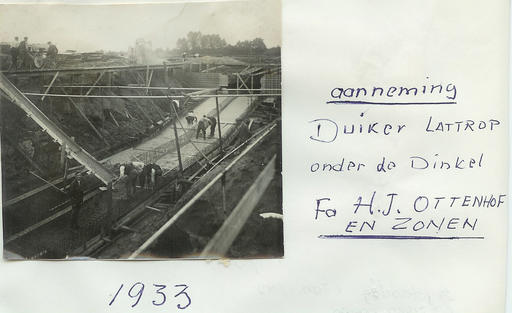 aanneming
Duiker LATTROP
onder de Dinkel
Fa H.J. OTTENHOF
EN ZONEN
1933